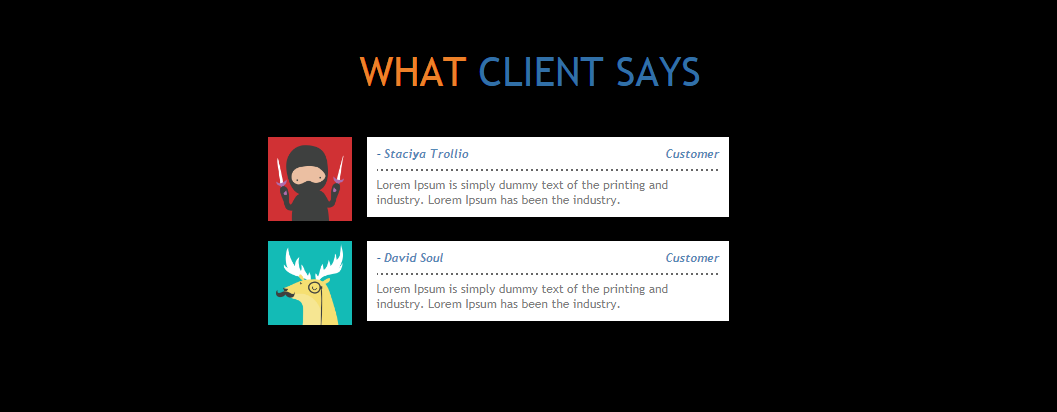 WHAT CLIENT SAYS
- Staciya Trollio Customer
Lorem Ipsum is simply dummy text of the printing and
industry. Lorem Ipsum has been the industry.
- David Soul Customer
Lorem Ipsum is simply dummy text of the printing and
industry. Lorem Ipsum has been the industry.